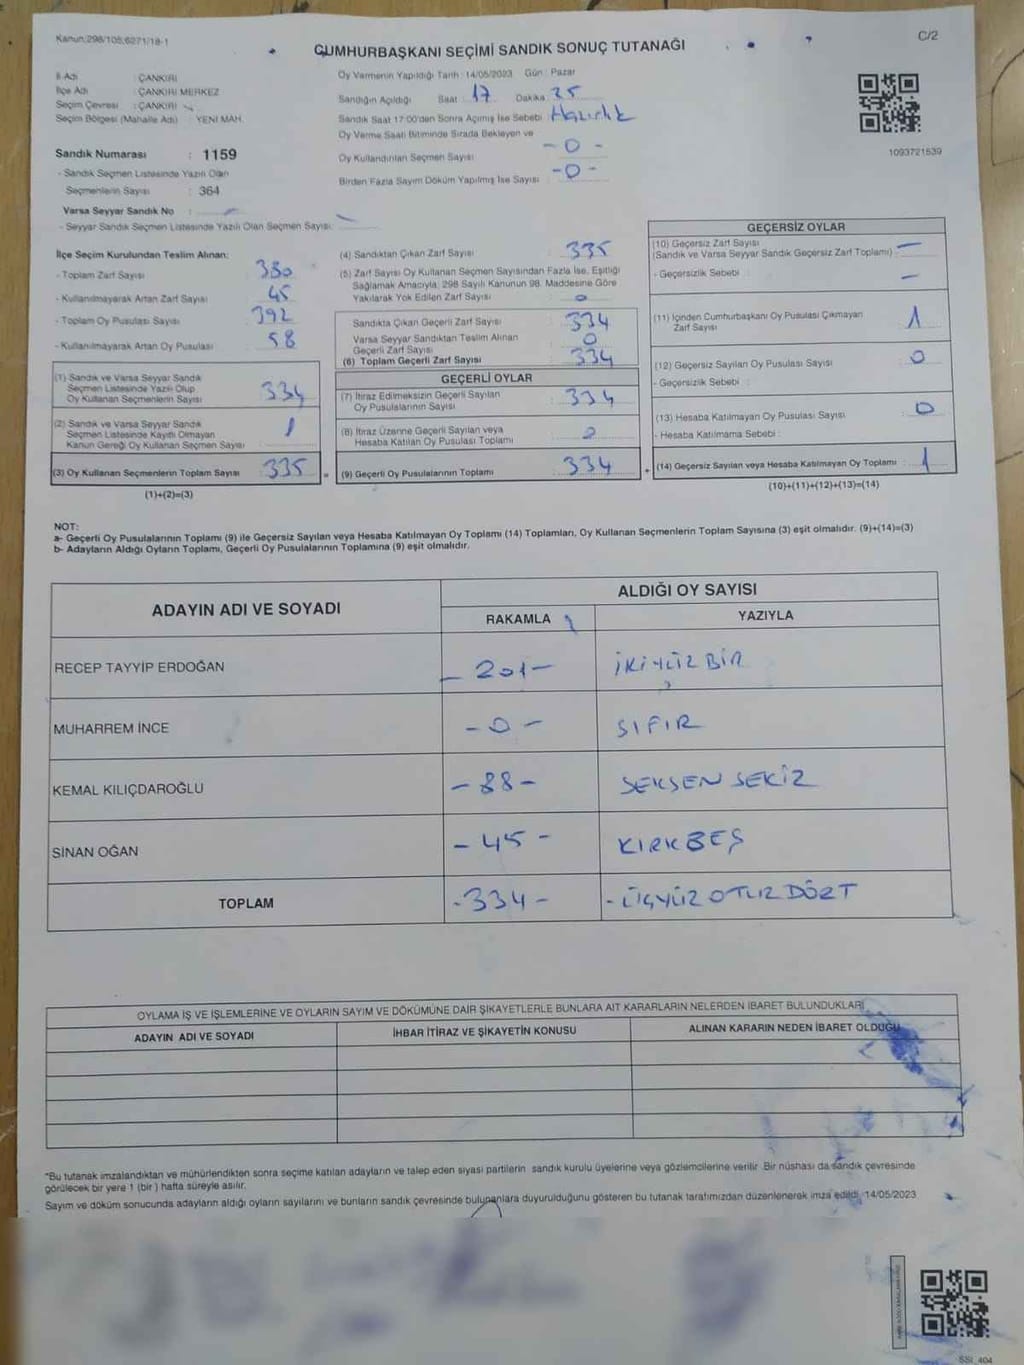 Kanun:298/105;6271/18-1
C/2
CUMHURBAŞKANI SEÇİMİ SANDIK SONUÇ TUTANAĞI
İl Adı : ÇANKIRI
İlçe Adı : ÇANKIRI MERKEZ
Seçim Çevresi : ÇANKIRI
Seçim Bölgesi (Mahalle Adı) : YENİ MAH.
Sandık Numarası : 1159
- Sandık Seçmen Listesinde Yazılı Olan
Seçmenlerin Sayısı : 364
Varsa Seyyar Sandık No : -
- Seyyar Sandık Seçmen Listesinde Yazılı Olan Seçmen Sayısı:
Oy Vermenin Yapıldığı Tarih : 14/05/2023 Gün : Pazar
Sandığın Açıldığı Saat : 17 Dakika : 25
Sandık Saat 17:00'den Sonra Açımış İse Sebebi : Hazırlık
Oy Verme Saati Bitiminde Sırada Bekleyen ve
Oy Kullandırılan Seçmen Sayısı : - 0 -
Birden Fazla Sayım Döküm Yapılmış İse Sayısı : - 0 -
1093721539
İlçe Seçim Kurulundan Teslim Alınan:
- Toplam Zarf Sayısı : 380
- Kullanılmayarak Artan Zarf Sayısı : 45
- Toplam Oy Pusulası Sayısı : 392
- Kullanılmayarak Artan Oy Pusulası : 58
(1) Sandık ve Varsa Seyyar Sandık
Seçmen Listesinde Yazılı Olup
Oy Kullanan Seçmenlerin Sayısı : 334
(2) Sandık ve Varsa Seyyar Sandık
Seçmen Listesinde Kayıtlı Olmayan
Kanun Gereği Oy Kullanan Seçmen Sayısı : 1
(3) Oy Kullanan Seçmenlerin Toplam Sayısı : 335 =
(1)+(2)=(3)
(4) Sandıktan Çıkan Zarf Sayısı : 335
(5) Zarf Sayısı Oy Kullanan Seçmen Sayısından Fazla İse, Eşitliği
Sağlamak Amacıyla, 298 Sayılı Kanunun 98. Maddesine Göre
Yakılarak Yok Edilen Zarf Sayısı : 0
Sandıkta Çıkan Geçerli Zarf Sayısı : 334
Varsa Seyyar Sandıktan Teslim Alınan
Geçerli Zarf Sayısı : 0
(6) Toplam Geçerli Zarf Sayısı : 334
GEÇERLİ OYLAR
(7) İtiraz Edilmeksizin Geçerli Sayılan
Oy Pusulalarının Sayısı : 334
(8) İtiraz Üzerine Geçerli Sayılan veya
Hesaba Katılan Oy Pusulası Toplamı : 0
(9) Geçerli Oy Pusulalarının Toplamı : 334 +
GEÇERSİZ OYLAR
(10) Geçersiz Zarf Sayısı
(Sandık ve Varsa Seyyar Sandık Geçersiz Zarf Toplamı) : -
- Geçersizlik Sebebi : -
(11) İçinden Cumhurbaşkanı Oy Pusulası Çıkmayan
Zarf Sayısı : 1
(12) Geçersiz Sayılan Oy Pusulası Sayısı : 0
- Geçersizlik Sebebi :
(13) Hesaba Katılmayan Oy Pusulası Sayısı : 0
- Hesaba Katılmama Sebebi :
(14) Geçersiz Sayılan veya Hesaba Katılmayan Oy Toplamı : 1
(10)+(11)+(12)+(13)=(14)
NOT:
a- Geçerli Oy Pusulalarının Toplamı (9) ile Geçersiz Sayılan veya Hesaba Katılmayan Oy Toplamı (14) Toplamları, Oy Kullanan Seçmenlerin Toplam Sayısına (3) eşit olmalıdır. (9)+(14)=(3)
b- Adayların Aldığı Oyların Toplamı, Geçerli Oy Pusulalarının Toplamına (9) eşit olmalıdır.
ADAYIN ADI VE SOYADI
ALDIĞI OY SAYISI
RAKAMLA
YAZIYLA
RECEP TAYYİP ERDOĞAN - 201 - İKİYÜZ BİR
MUHARREM İNCE - 0 - SIFIR
KEMAL KILIÇDAROĞLU - 88 - SEKSEN SEKİZ
SİNAN OĞAN - 45 - KIRK BEŞ
TOPLAM - 334 - - ÜÇYÜZ OTUZ DÖRT
OYLAMA İŞ VE İŞLEMLERİNE VE OYLARIN SAYIM VE DÖKÜMÜNE DAİR ŞİKAYETLERLE BUNLARA AİT KARARLARIN NELERDEN İBARET BULUNDUKLARI
ADAYIN ADI VE SOYADI
İHBAR İTİRAZ VE ŞİKAYETİN KONUSU
ALINAN KARARIN NEDEN İBARET OLDUĞU
*Bu tutanak imzalandıktan ve mühürlendikten sonra seçime katılan adayların ve talep eden siyasi partilerin sandık kurulu üyelerine veya gözlemcilerine verilir. Bir nüshası da sandık çevresinde
görülecek bir yere 1 (bir) hafta süreyle asılır.
Sayım ve döküm sonucunda adayların aldığı oyların sayılarını ve bunların sandık çevresinde bulunanlara duyurulduğunu gösteren bu tutanak tarafımızdan düzenlenerek imza edildi. 14/05/2023
SSI_404